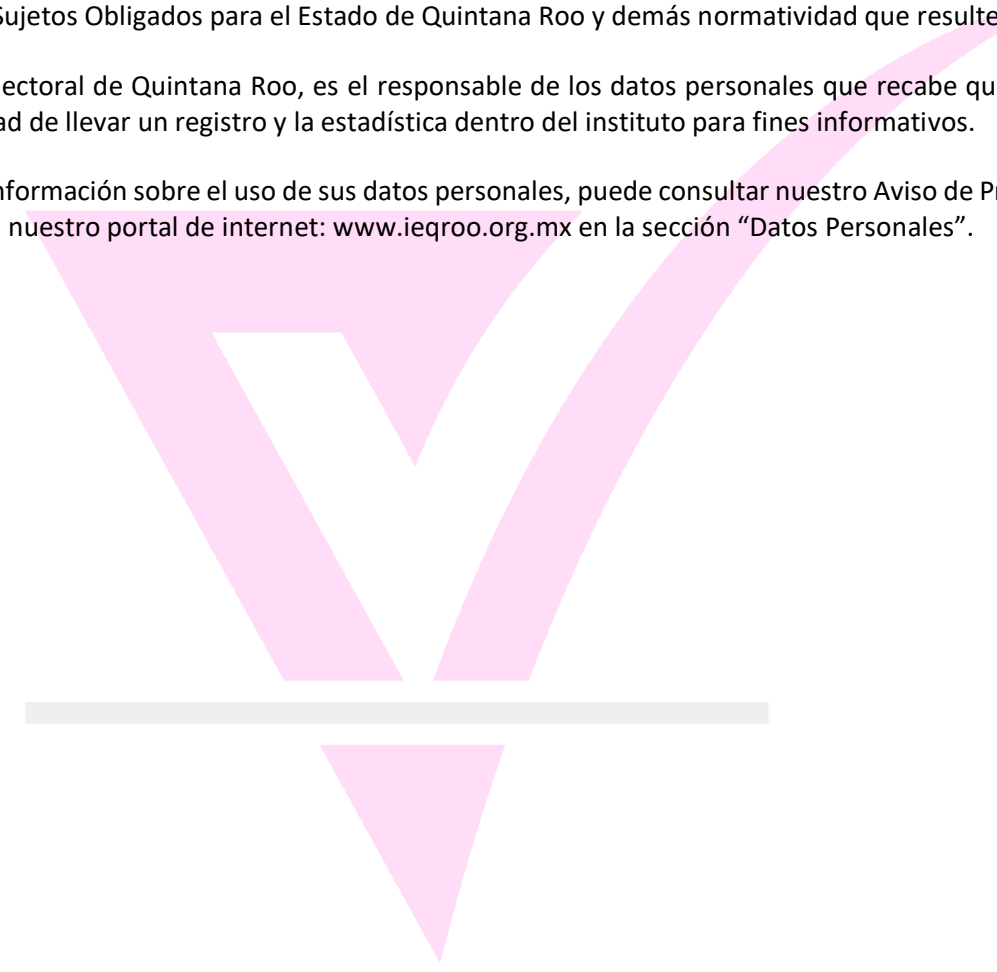 Sujetos Obligados para el Estado de Quintana Roo y demás normatividad que resulte
ectoral de Quintana Roo, es el responsable de los datos personales que recabe qu
ad de llevar un registro y la estadística dentro del instituto para fines informativos.
nformación sobre el uso de sus datos personales, puede consultar nuestro Aviso de Pr
nuestro portal de internet: www.ieqroo.org.mx en la sección “Datos Personales”.